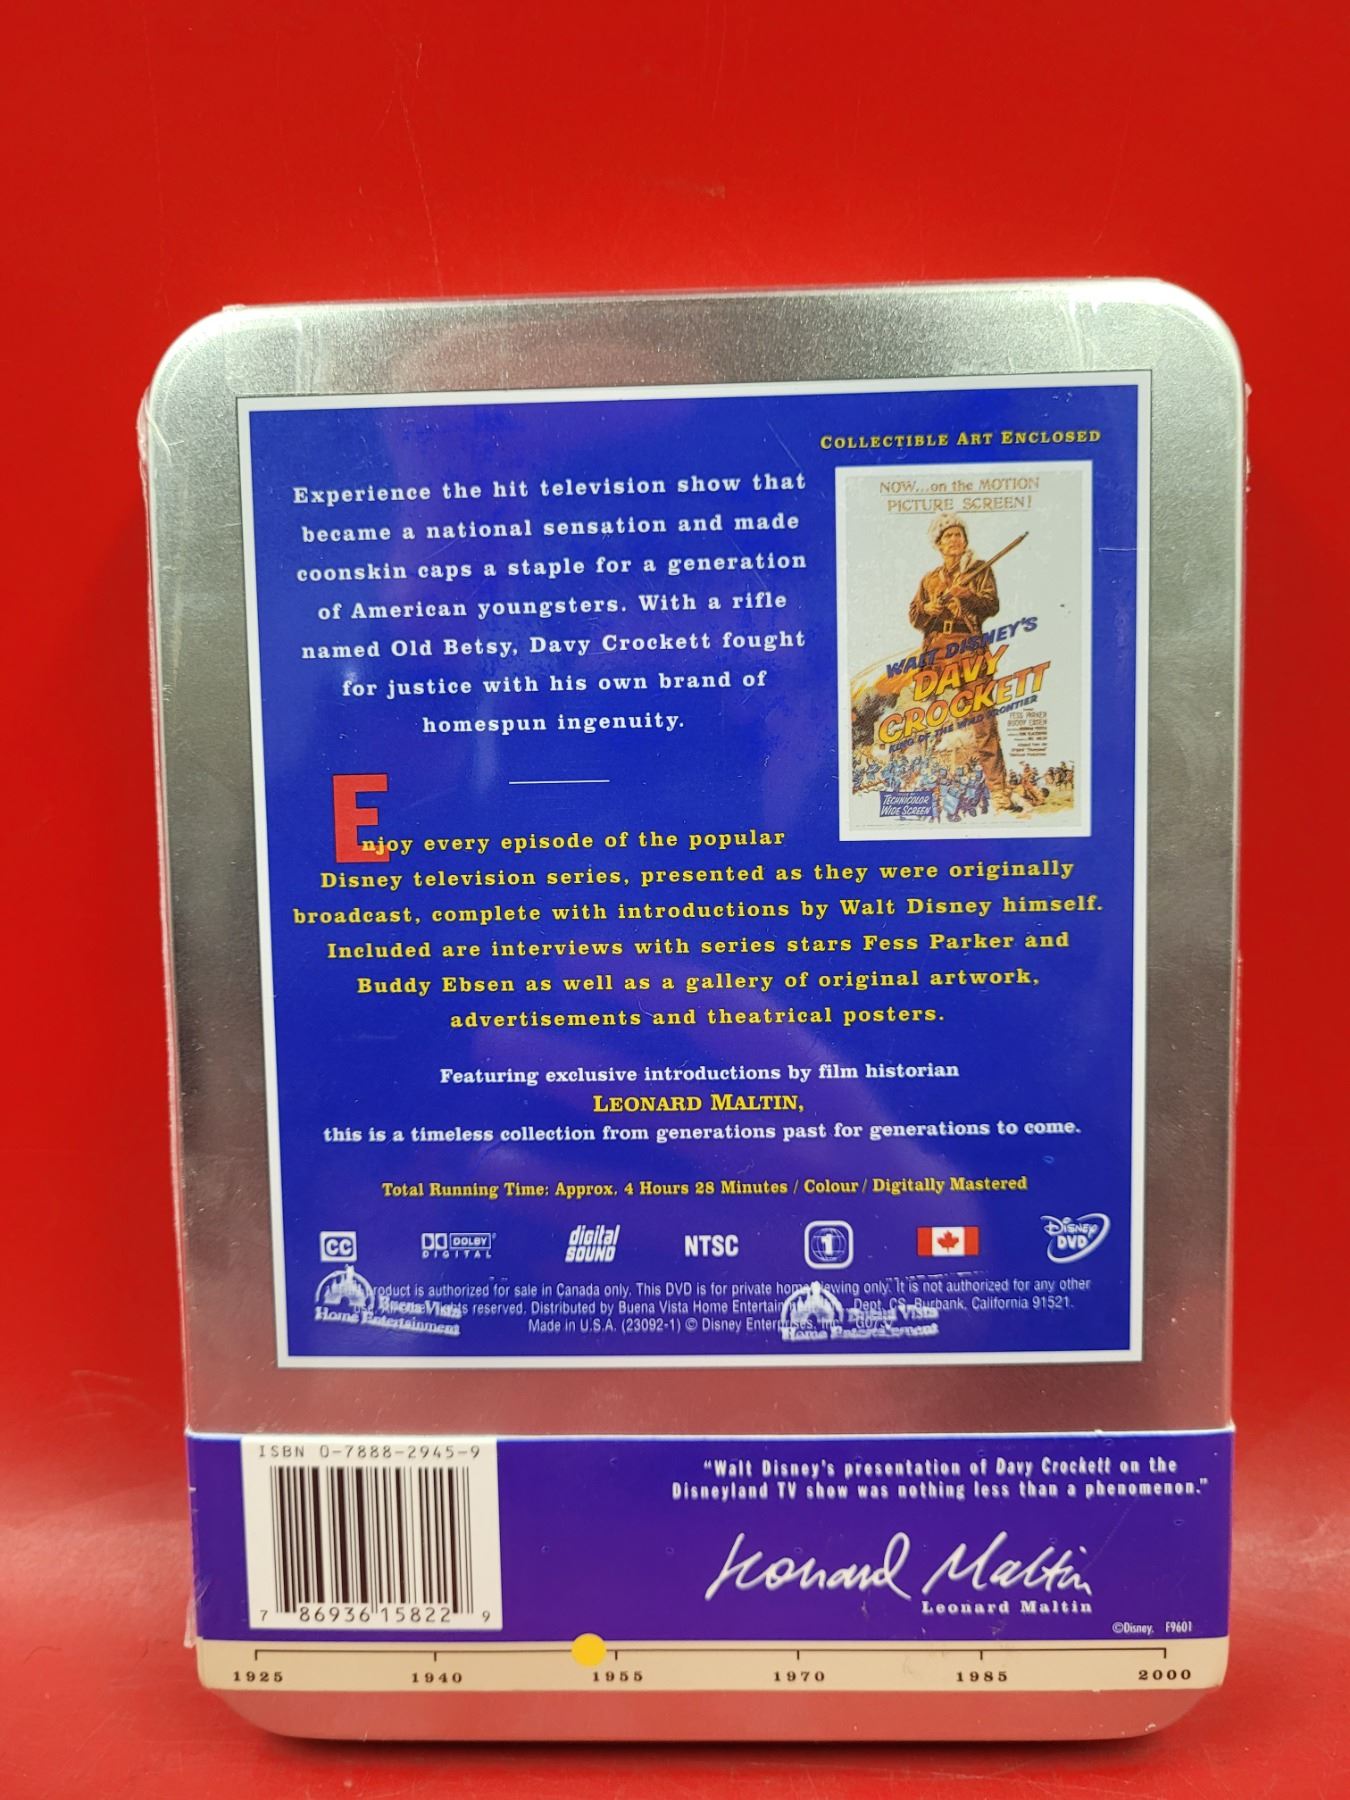 COLLECTIBLE ART ENCLOSED
Experience the hit television show that
became a national sensation and made
coonskin caps a staple for a generation
of American youngsters. With a rifle
named Old Betsy, Davy Crockett fought
for justice with his own brand of
homespun ingenuity.
NOW...on the MOTION
PICTURE SCREEN!
WALT DISNEY'S
DAVY
CROCKETT
KING OF THE WILD FRONTIER
FESS PARKER
BUDDY EBSEN
TECHNICOLOR
WIDE SCREEN
Enjoy every episode of the popular
Disney television series, presented as they were originally
broadcast, complete with introductions by Walt Disney himself.
Included are interviews with series stars Fess Parker and
Buddy Ebsen as well as a gallery of original artwork,
advertisements and theatrical posters.
Featuring exclusive introductions by film historian
LEONARD MALTIN,
this is a timeless collection from generations past for generations to come.
Total Running Time: Approx. 4 Hours 28 Minutes / Colour / Digitally Mastered
CC DOLBY DIGITAL digital SOUND NTSC 1 DISNEY DVD
product is authorized for sale in Canada only. This DVD is for private home viewing only. It is not authorized for any other
use. rights reserved. Distributed by Buena Vista Home Entertainment, Dept. CS, Burbank, California 91521.
Made in U.S.A. (23092-1) © Disney Enterprises, Inc.
Buena Vista
Home Entertainment
Buena Vista
Home Entertainment
ISBN 0-7888-2945-9
7 86936 15822 9
"Walt Disney's presentation of Davy Crockett on the
Disneyland TV show was nothing less than a phenomenon."
Leonard Maltin
Leonard Maltin
©Disney. F9601
1925 1940 1955 1970 1985 2000